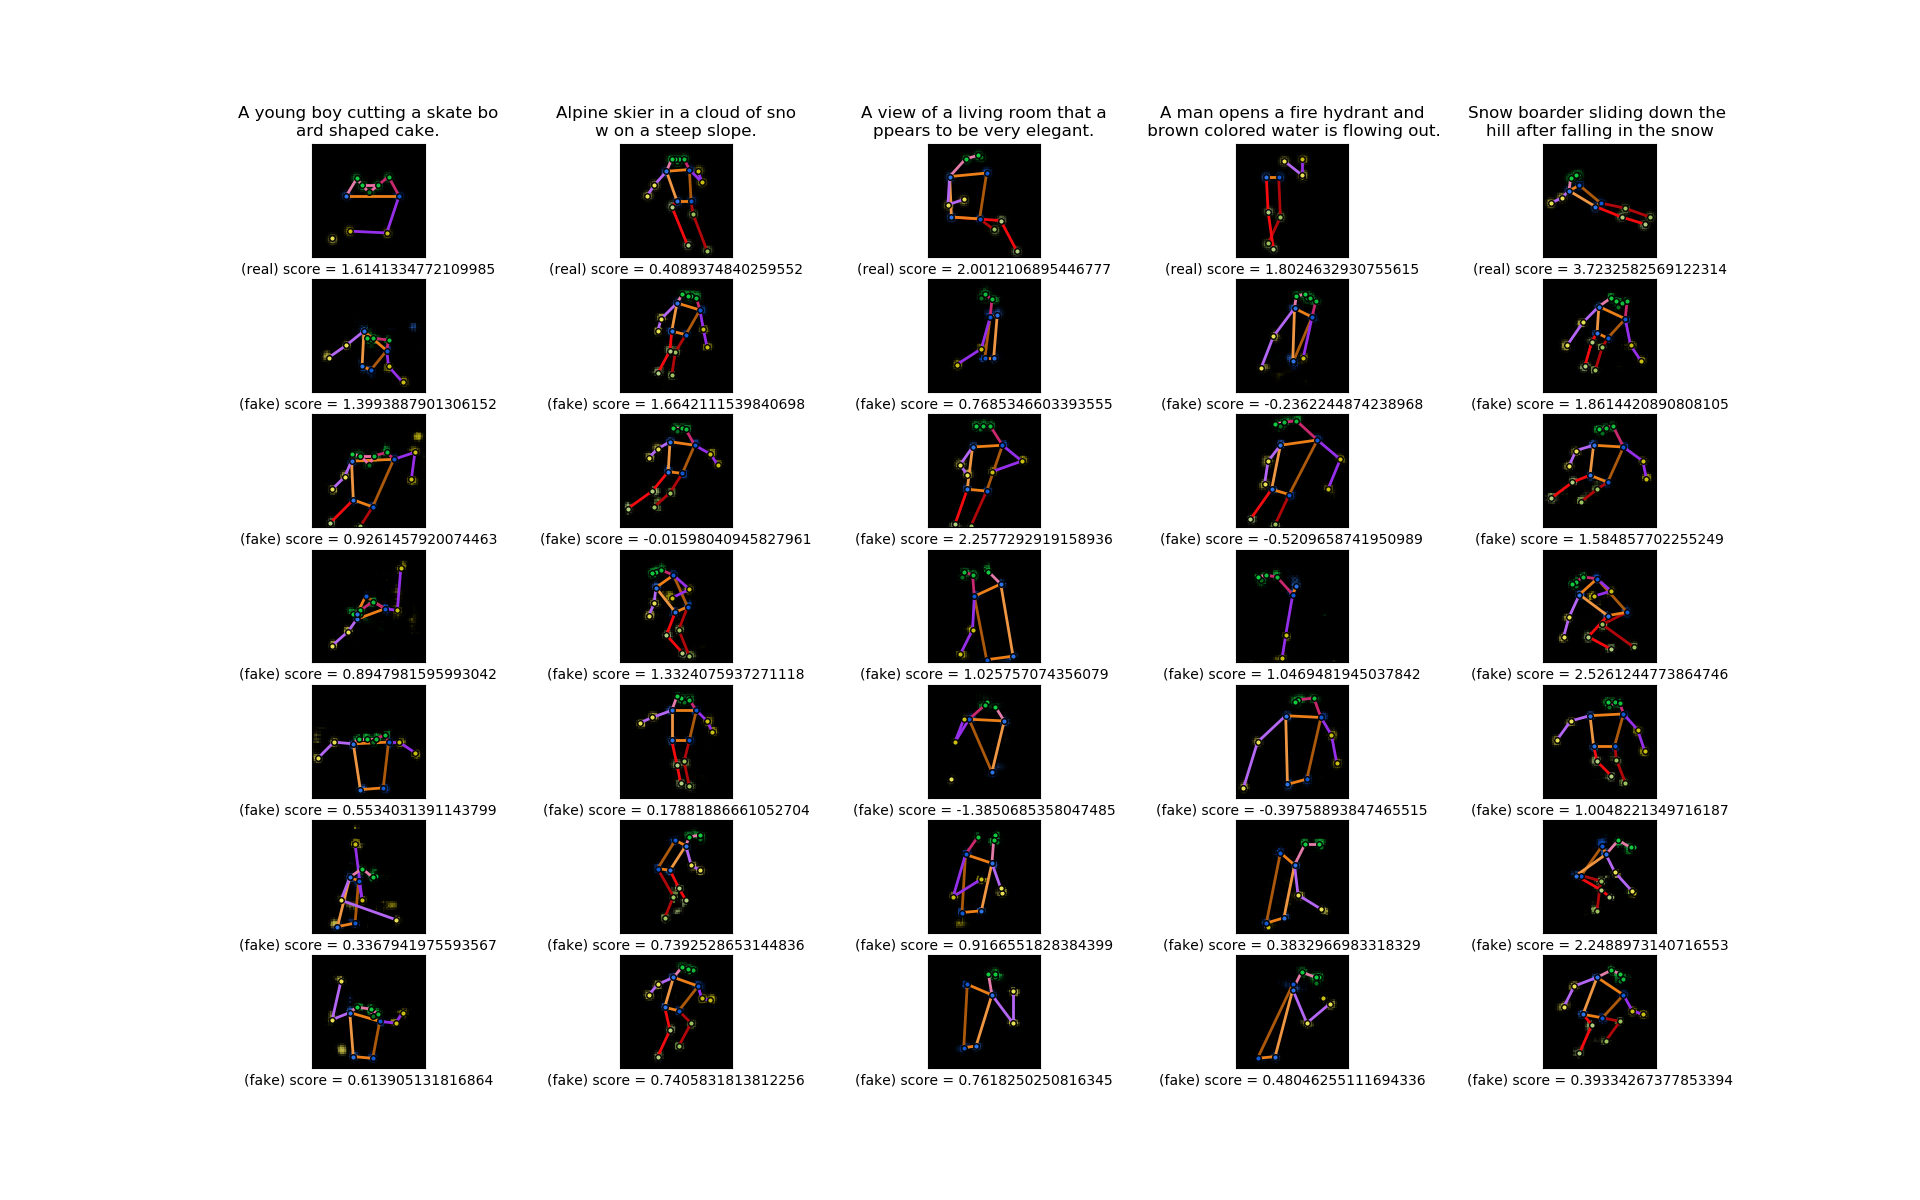 A young boy cutting a skate bo
ard shaped cake.
Alpine skier in a cloud of sno
w on a steep slope.
A view of a living room that a
ppears to be very elegant.
A man opens a fire hydrant and
brown colored water is flowing out.
Snow boarder sliding down the
hill after falling in the snow
(real) score = 1.6141334772109985
(real) score = 0.4089374840259552
(real) score = 2.0012106895446777
(real) score = 1.8024632930755615
(real) score = 3.7232582569122314
(fake) score = 1.3993887901306152
(fake) score = 1.6642111539840698
(fake) score = 0.7685346603393555
(fake) score = -0.2362244874238968
(fake) score = 1.8614420890808105
(fake) score = 0.9261457920074463
(fake) score = -0.01598040945827961
(fake) score = 2.2577292919158936
(fake) score = -0.5209658741950989
(fake) score = 1.584857702255249
(fake) score = 0.8947981595993042
(fake) score = 1.3324075937271118
(fake) score = 1.025757074356079
(fake) score = 1.0469481945037842
(fake) score = 2.5261244773864746
(fake) score = 0.5534031391143799
(fake) score = 0.17881886661052704
(fake) score = -1.3850685358047485
(fake) score = -0.39758893847465515
(fake) score = 1.0048221349716187
(fake) score = 0.3367941975593567
(fake) score = 0.7392528653144836
(fake) score = 0.9166551828384399
(fake) score = 0.3832966983318329
(fake) score = 2.2488973140716553
(fake) score = 0.613905131816864
(fake) score = 0.7405831813812256
(fake) score = 0.7618250250816345
(fake) score = 0.48046255111694336
(fake) score = 0.39334267377853394